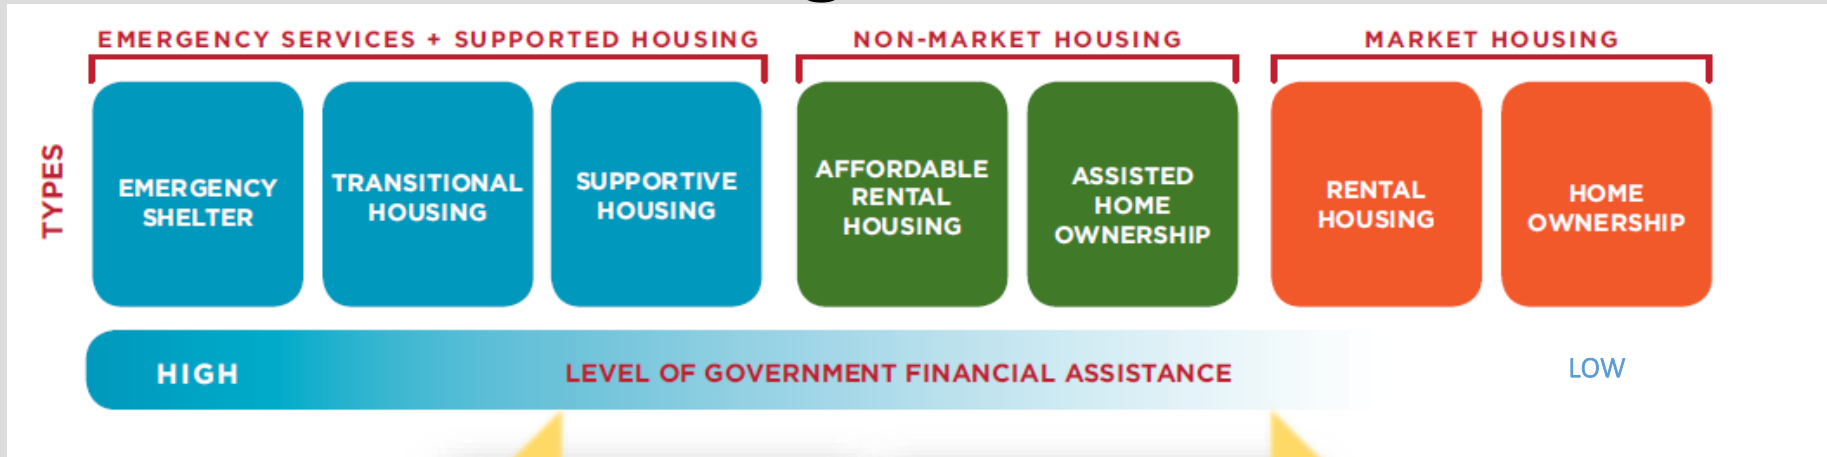 EMERGENCY SERVICES + SUPPORTED HOUSING
NON-MARKET HOUSING
MARKET HOUSING
TYPES
EMERGENCY
SHELTER
TRANSITIONAL
HOUSING
SUPPORTIVE
HOUSING
AFFORDABLE
RENTAL
HOUSING
ASSISTED
HOME
OWNERSHIP
RENTAL
HOUSING
HOME
OWNERSHIP
HIGH
LEVEL OF GOVERNMENT FINANCIAL ASSISTANCE
LOW